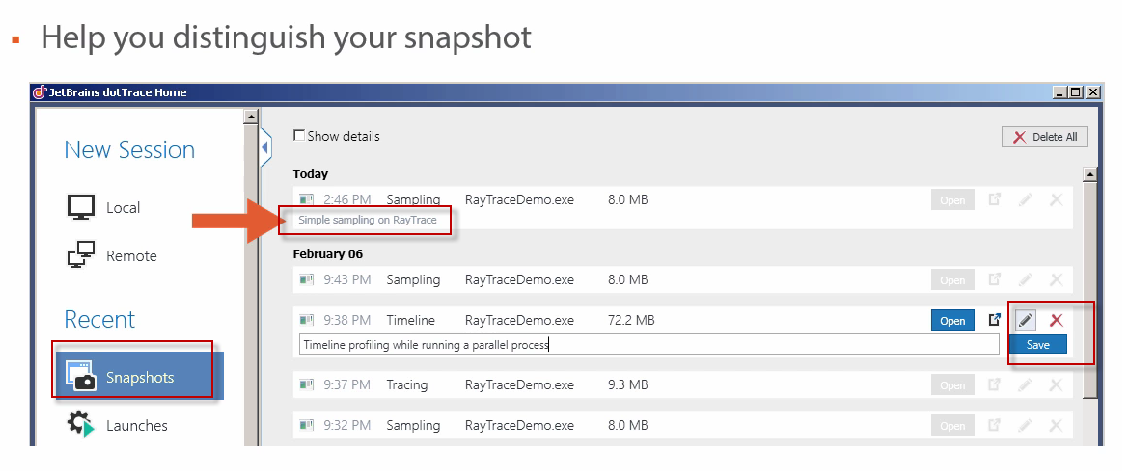 Help you distinguish your snapshot
JetBrains dotTrace Home
New Session
Local
Remote
Recent
Snapshots
Launches
Show details
Delete All
Today
2:46 PM Sampling RayTraceDemo.exe 8.0 MB Open
Simple sampling on RayTrace
February 06
9:43 PM Sampling RayTraceDemo.exe 8.0 MB Open
9:38 PM Timeline RayTraceDemo.exe 72.2 MB Open
Timeline profiling while running a parallel process Save
9:37 PM Tracing RayTraceDemo.exe 9.3 MB Open
9:32 PM Sampling RayTraceDemo.exe 8.0 MB Open